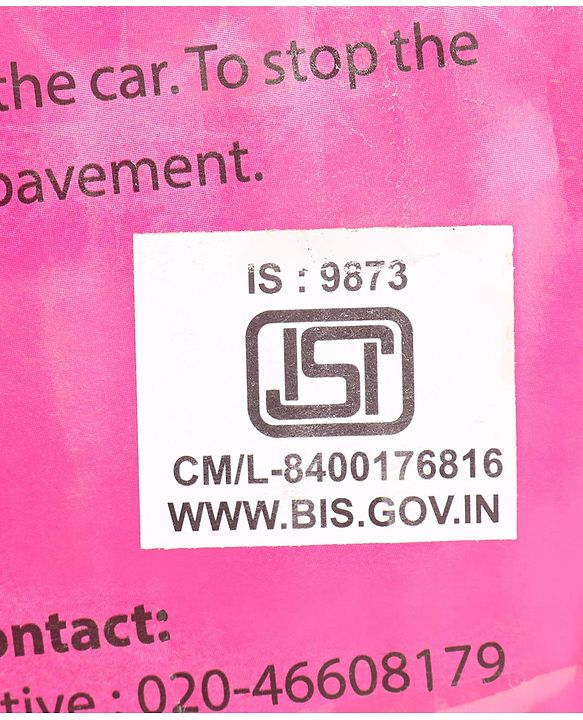 the car. To stop the
pavement.
IS : 9873
ISI
CM/L-8400176816
WWW.BIS.GOV.IN
ontact:
tive : 020-46608179